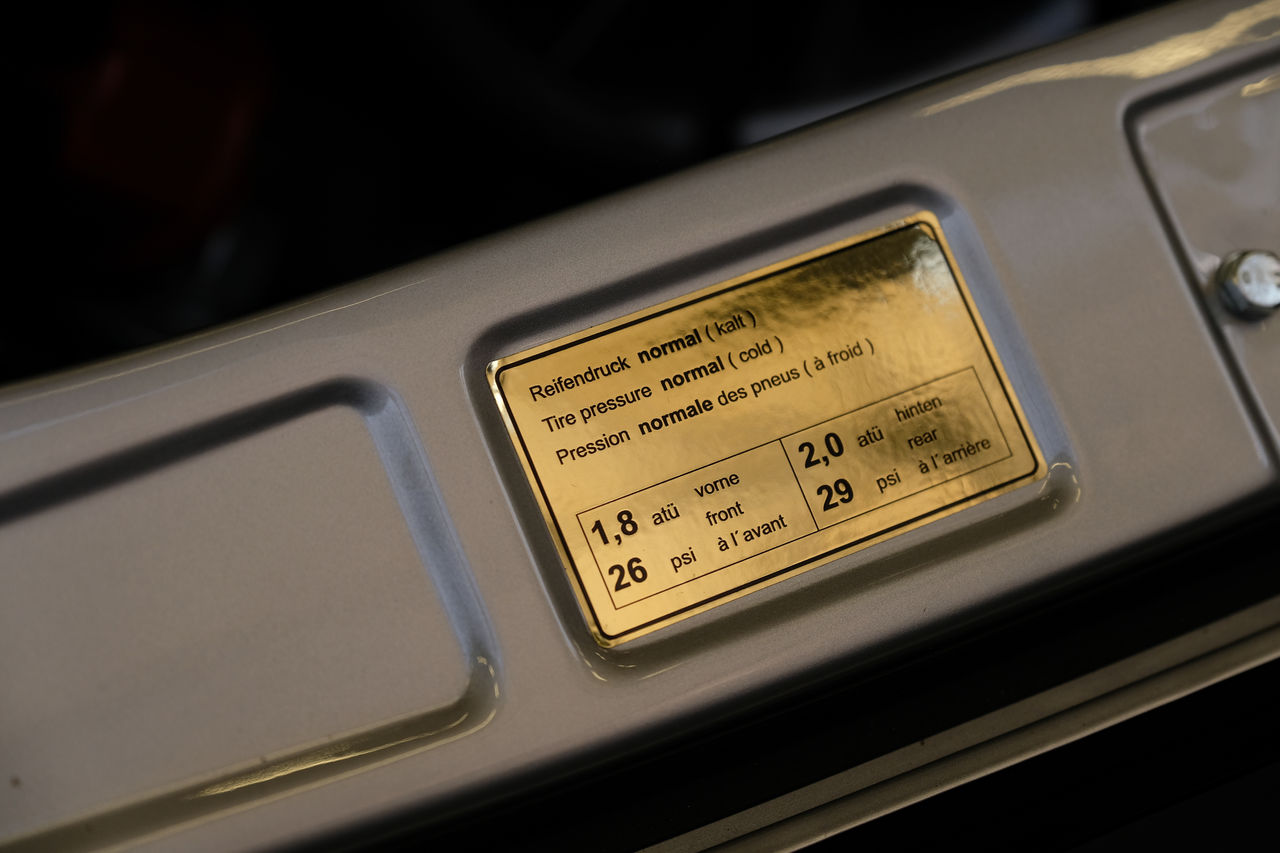 Reifendruck normal ( kalt )
Tire pressure normal ( cold )
Pression normale des pneus ( à froid )
1,8 atü vorne
front
26 psi à l´avant
2,0 atü hinten
rear
29 psi à l´arrière